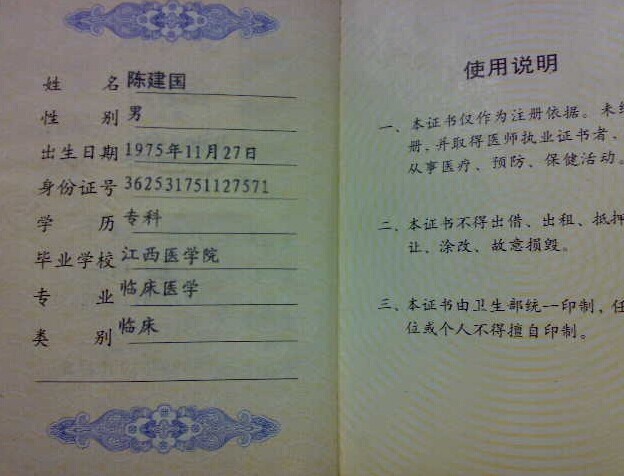 姓 名 陈建国
性 别 男
出生日期 1975年11月27日
身份证号 362531751127571
学 历 专科
毕业学校 江西医学院
专 业 临床医学
类 别 临床
使用说明
一、本证书仅作为注册依据。未经
册,并取得医师执业证书者、
从事医疗、预防、保健活动。
二、本证书不得出借、出租、抵押
让、涂改、故意损毁。
三、本证书由卫生部统一印制,任
位或个人不得擅自印制。